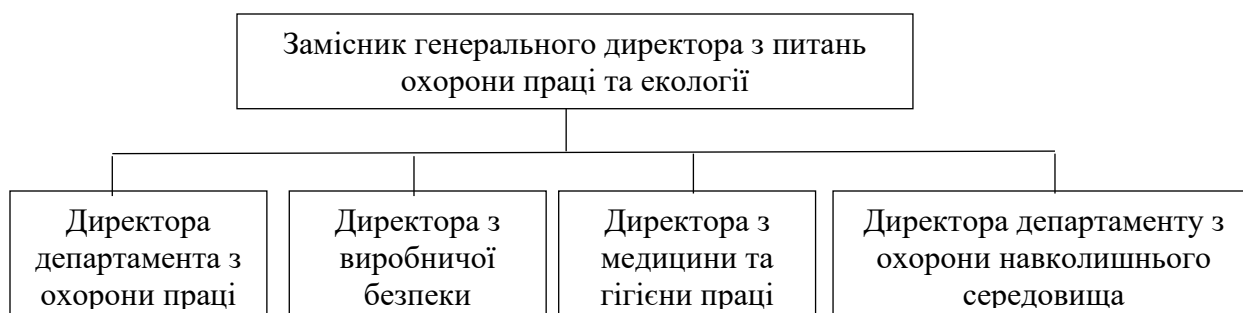 Замісник генерального директора з питань
охорони праці та екології
Директора
департамента з
охорони праці
Директора з
виробничої
безпеки
Директора з
медицини та
гігієни праці
Директора департаменту з
охорони навколишнього
середовища